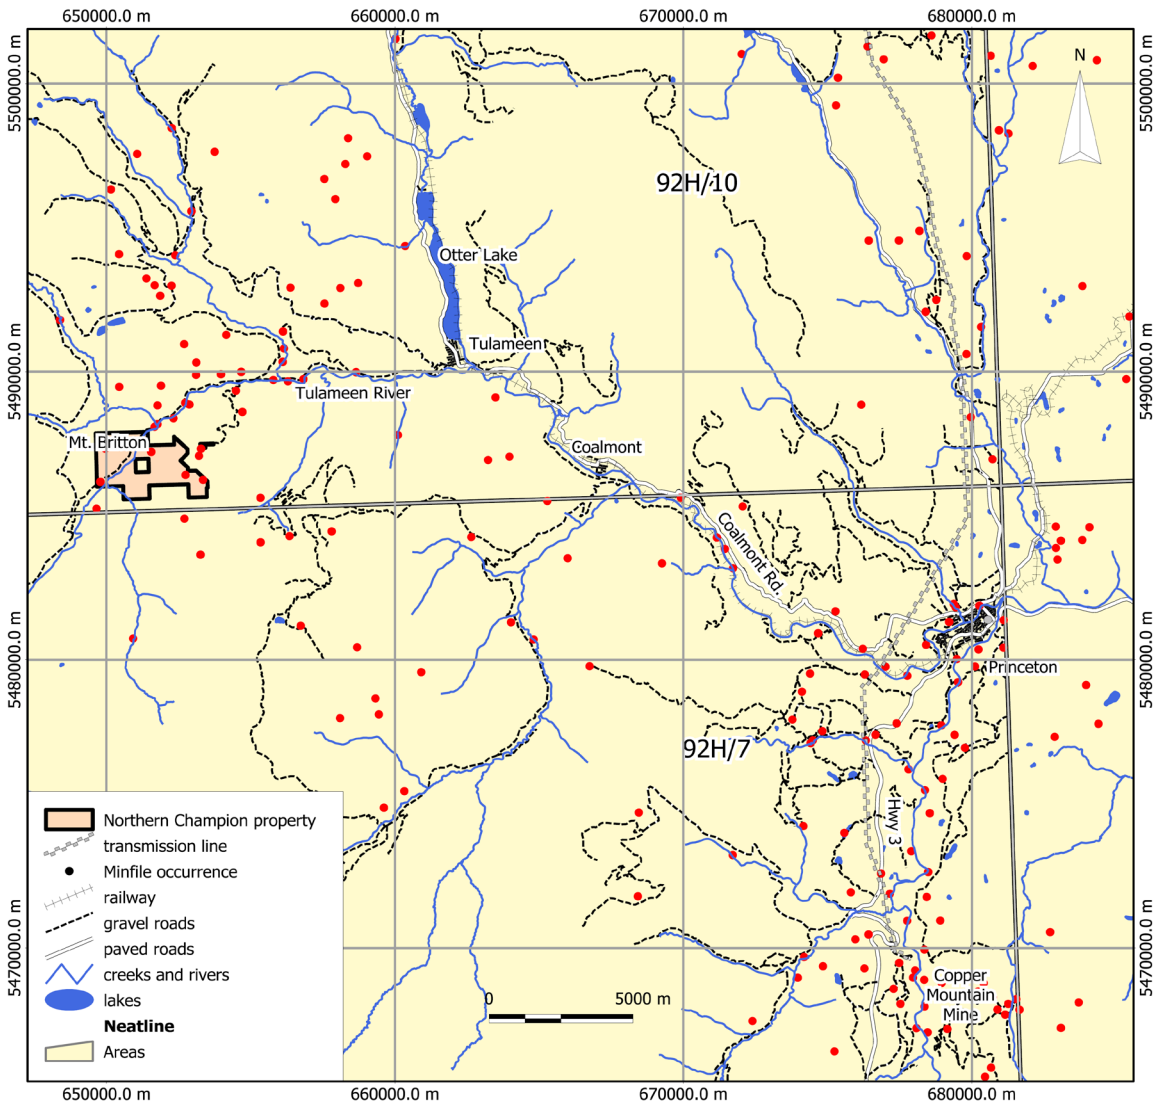 650000.0 m
660000.0 m
670000.0 m
680000.0 m
5500000.0 m
5500000.0 m
N
92H/10
Otter Lake
Tulameen
5490000.0 m
5490000.0 m
Tulameen River
Mt. Britton
Coalmont
Coalmont Rd.
5480000.0 m
5480000.0 m
Princeton
92H/7
Hwy 3
Northern Champion property
transmission line
Minfile occurrence
railway
gravel roads
paved roads
creeks and rivers
lakes
Neatline
Areas
5470000.0 m
5470000.0 m
0
5000 m
Copper
Mountain
Mine
650000.0 m
660000.0 m
670000.0 m
680000.0 m